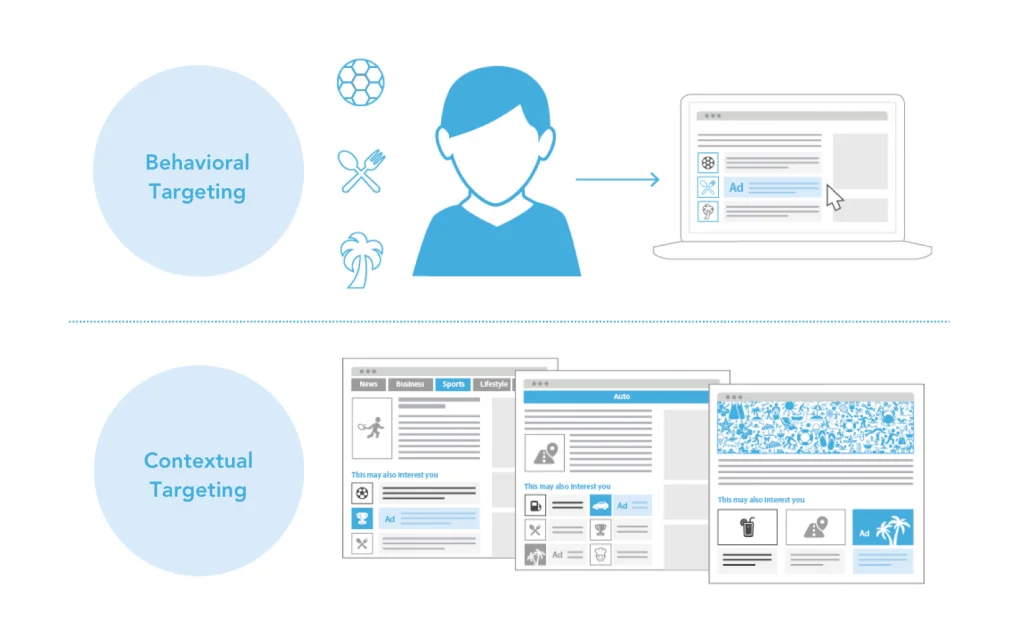 Behavioral
Targeting
Ad
Contextual
Targeting
News Business Sports Lifestyle
This may also interest you
Ad
Auto
This may also interest you
Ad
Ad
This may also interest you
Ad